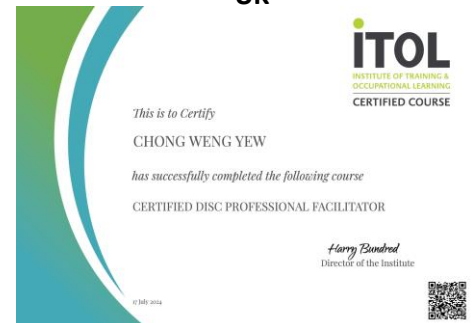 UK
iTOL
INSTITUTE OF TRAINING &
OCCUPATIONAL LEARNING
CERTIFIED COURSE
This is to Certify
CHONG WENG YEW
has successfully completed the following course
CERTIFIED DISC PROFESSIONAL FACILITATOR
Harry Bundred
Director of the Institute
17 July 2024